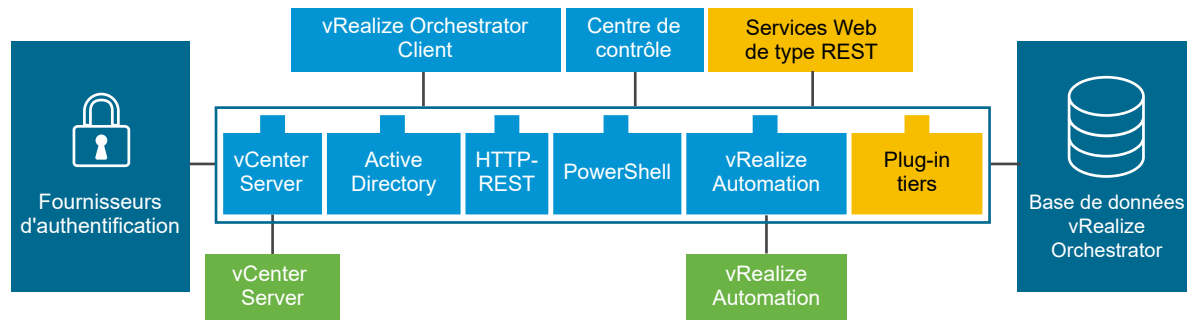 vRealize Orchestrator
Client
Centre de
contrôle
Services Web
de type REST
Fournisseurs
d'authentification
vCenter
Server
Active
Directory
HTTP-
REST
PowerShell
vRealize
Automation
Plug-in
tiers
Base de données
vRealize
Orchestrator
vCenter
Server
vRealize
Automation